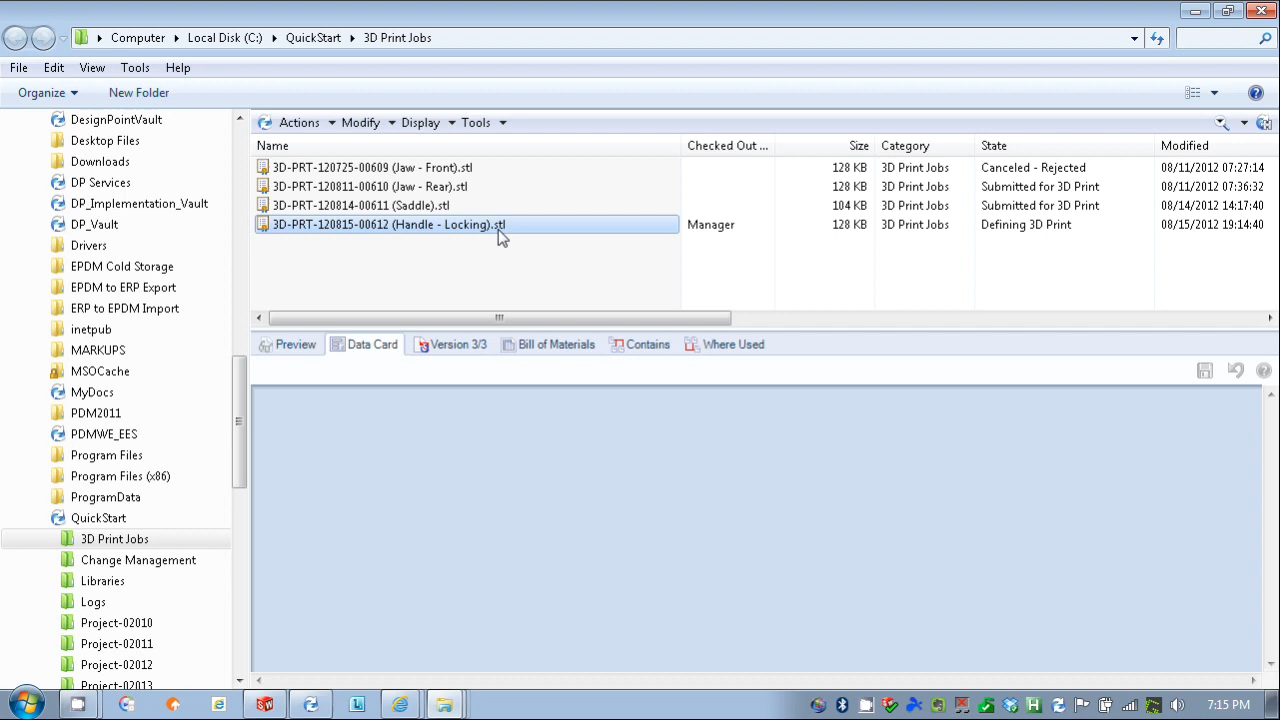 Computer Local Disk (C:) QuickStart 3D Print Jobs
File Edit View Tools Help
Organize New Folder
DesignPointVault
Desktop Files
Downloads
DP Services
DP_Implementation_Vault
DP_Vault
Drivers
EPDM Cold Storage
EPDM to ERP Export
ERP to EPDM Import
inetpub
MARKUPS
MSOCache
MyDocs
PDM2011
PDMWE_EES
Program Files
Program Files (x86)
ProgramData
QuickStart
3D Print Jobs
Change Management
Libraries
Logs
Project-02010
Project-02011
Project-02012
Project-02013
Actions Modify Display Tools
Name Checked Out ... Size Category State Modified
3D-PRT-120725-00609 (Jaw - Front).stl 128 KB 3D Print Jobs Canceled - Rejected 08/11/2012 07:27:14
3D-PRT-120811-00610 (Jaw - Rear).stl 128 KB 3D Print Jobs Submitted for 3D Print 08/11/2012 07:36:32
3D-PRT-120814-00611 (Saddle).stl 104 KB 3D Print Jobs Submitted for 3D Print 08/14/2012 14:17:40
3D-PRT-120815-00612 (Handle - Locking).stl Manager 128 KB 3D Print Jobs Defining 3D Print 08/15/2012 19:14:40
Preview Data Card Version 3/3 Bill of Materials Contains Where Used
7:15 PM